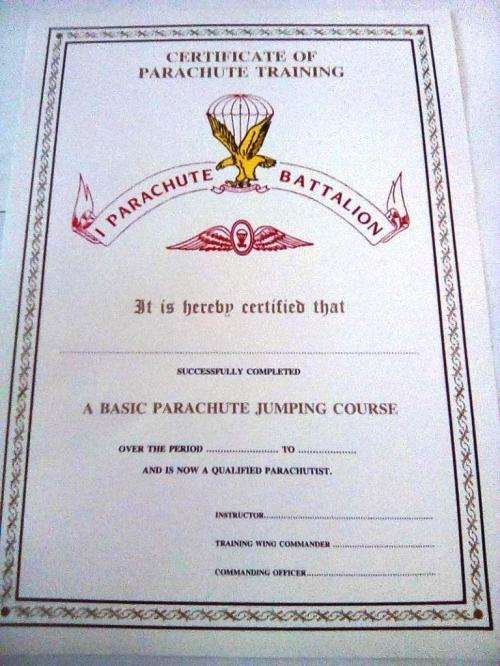 CERTIFICATE OF
PARACHUTE TRAINING
1 PARACHUTE BATTALION
It is hereby certified that
SUCCESSFULLY COMPLETED
A BASIC PARACHUTE JUMPING COURSE
OVER THE PERIOD ........................ TO ...................
AND IS NOW A QUALIFIED PARACHUTIST.
INSTRUCTOR........................................................
TRAINING WING COMMANDER ..................................
COMMANDING OFFICER...........................................